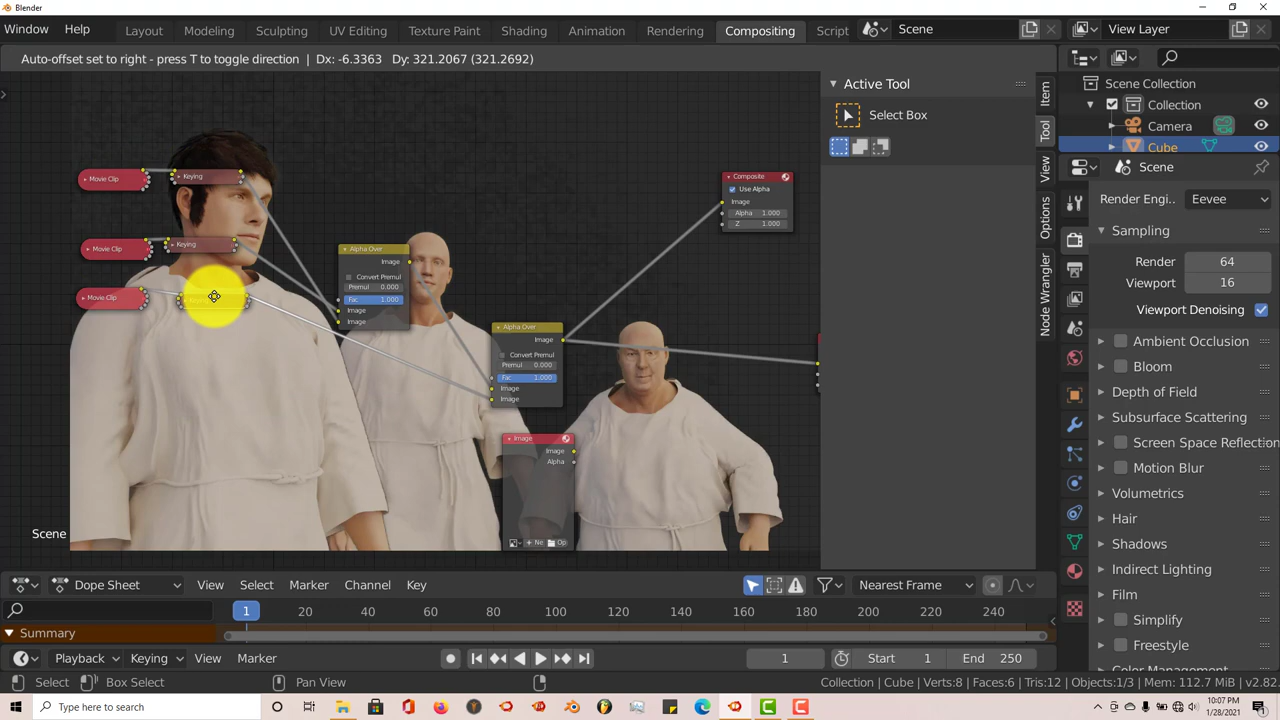 Blender
Window Help Layout Modeling Sculpting UV Editing Texture Paint Shading Animation Rendering Compositing Script Scene View Layer
Auto-offset set to right - press T to toggle direction | Dx: -6.3363 Dy: 321.2067 (321.2692)
Active Tool
Select Box
Item
Tool
View
Options
Node Wrangler
Scene Collection
Collection
Camera
Cube
Scene
Render Engi.. Eevee
Sampling
Render 64
Viewport 16
Viewport Denoising
Ambient Occlusion
Bloom
Depth of Field
Subsurface Scattering
Screen Space Reflection
Motion Blur
Volumetrics
Hair
Shadows
Indirect Lighting
Film
Simplify
Freestyle
Color Management
Movie Clip Keying
Movie Clip Keying
Movie Clip Keying
Alpha Over
Image
Convert Premul
Premul 0.000
Fac 1.000
Image
Image
Alpha Over
Image
Convert Premul
Premul 0.000
Fac 1.000
Image
Image
Composite
Use Alpha
Image
Alpha 1.000
Z 1.000
Image
Image
Alpha
Ne Op
Scene
Dope Sheet View Select Marker Channel Key Nearest Frame
1 20 40 60 80 100 120 140 160 180 200 220 240
Summary
Playback Keying View Marker 1 Start 1 End 250
Select Box Select Pan View Collection | Cube | Verts:8 | Faces:6 | Tris:12 | Objects:1/3 | Mem: 112.7 MiB | v2.82.
Type here to search
10:07 PM
1/28/2021